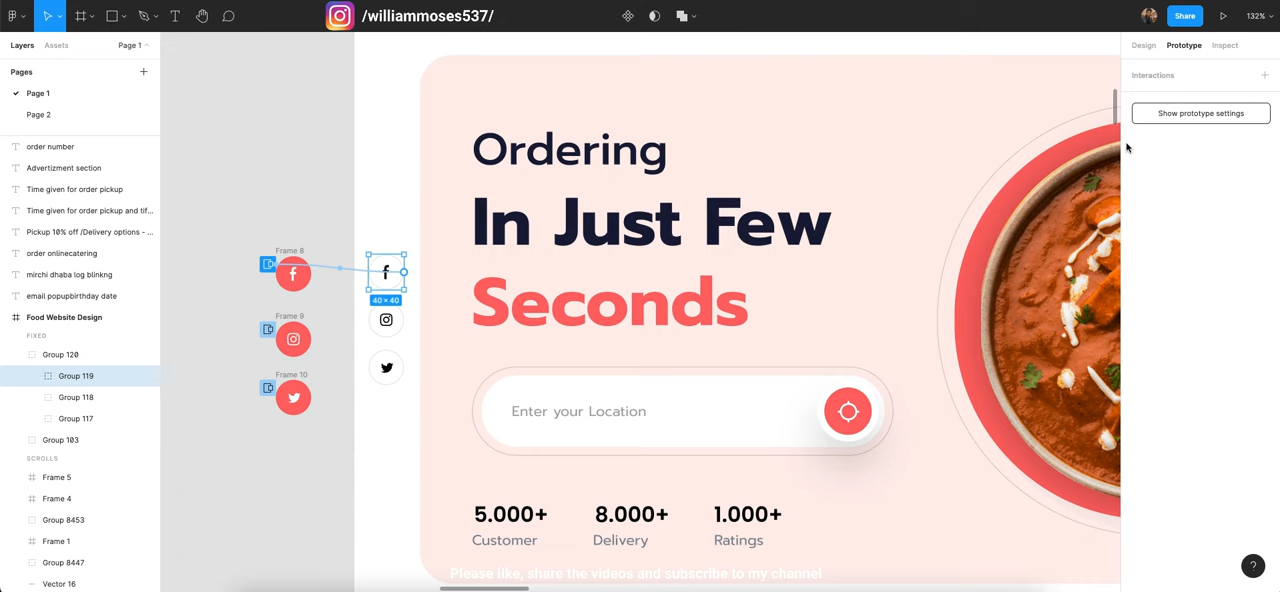 /williammoses537/
Share
132%
Layers
Assets
Page 1
Design
Prototype
Inspect
Pages
Interactions
Page 1
Page 2
Show prototype settings
order number
Advertizment section
Time given for order pickup
Time given for order pickup and tif...
Pickup 10% off /Delivery options - ...
order onlinecatering
mirchi dhaba log blinkng
email popupbirthday date
Food Website Design
FIXED
Group 120
Group 119
Group 118
Group 117
Group 103
SCROLLS
Frame 5
Frame 4
Group 8453
Frame 1
Group 8447
Vector 16
Frame 8
40 × 40
Frame 9
Frame 10
Ordering
In Just Few
Seconds
Enter your Location
5.000+ 8.000+ 1.000+
Customer Delivery Ratings
Please like, share the videos and subscribe to my channel
?